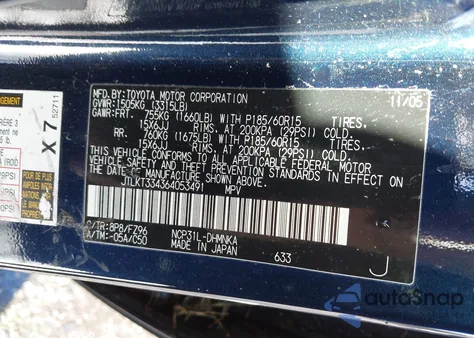 MFD. BY:TOYOTA MOTOR CORPORATION 11/05
GVWR:1505KG (3315LB)
GAWR:FRT. 755KG (1660LB) WITH P185/60R15 TIRES,
15X6JJ RIMS, AT 200KPA (29PSI) COLD.
RR. 760KG (1675LB) WITH P185/60R15 TIRES,
15X6JJ RIMS, AT 200KPA (29PSI) COLD.
THIS VEHICLE CONFORMS TO ALL APPLICABLE FEDERAL MOTOR
VEHICLE SAFETY AND BUMPER STANDARDS IN EFFECT ON
THE DATE OF MANUFACTURE SHOWN ABOVE.
JTLKT334364053491 MPV
C/TR:8P8/FZ96 NCP31L-DHMNKA
A/TM:-05A/C50 MADE IN JAPAN 633
J
X7
52711
autoSnap